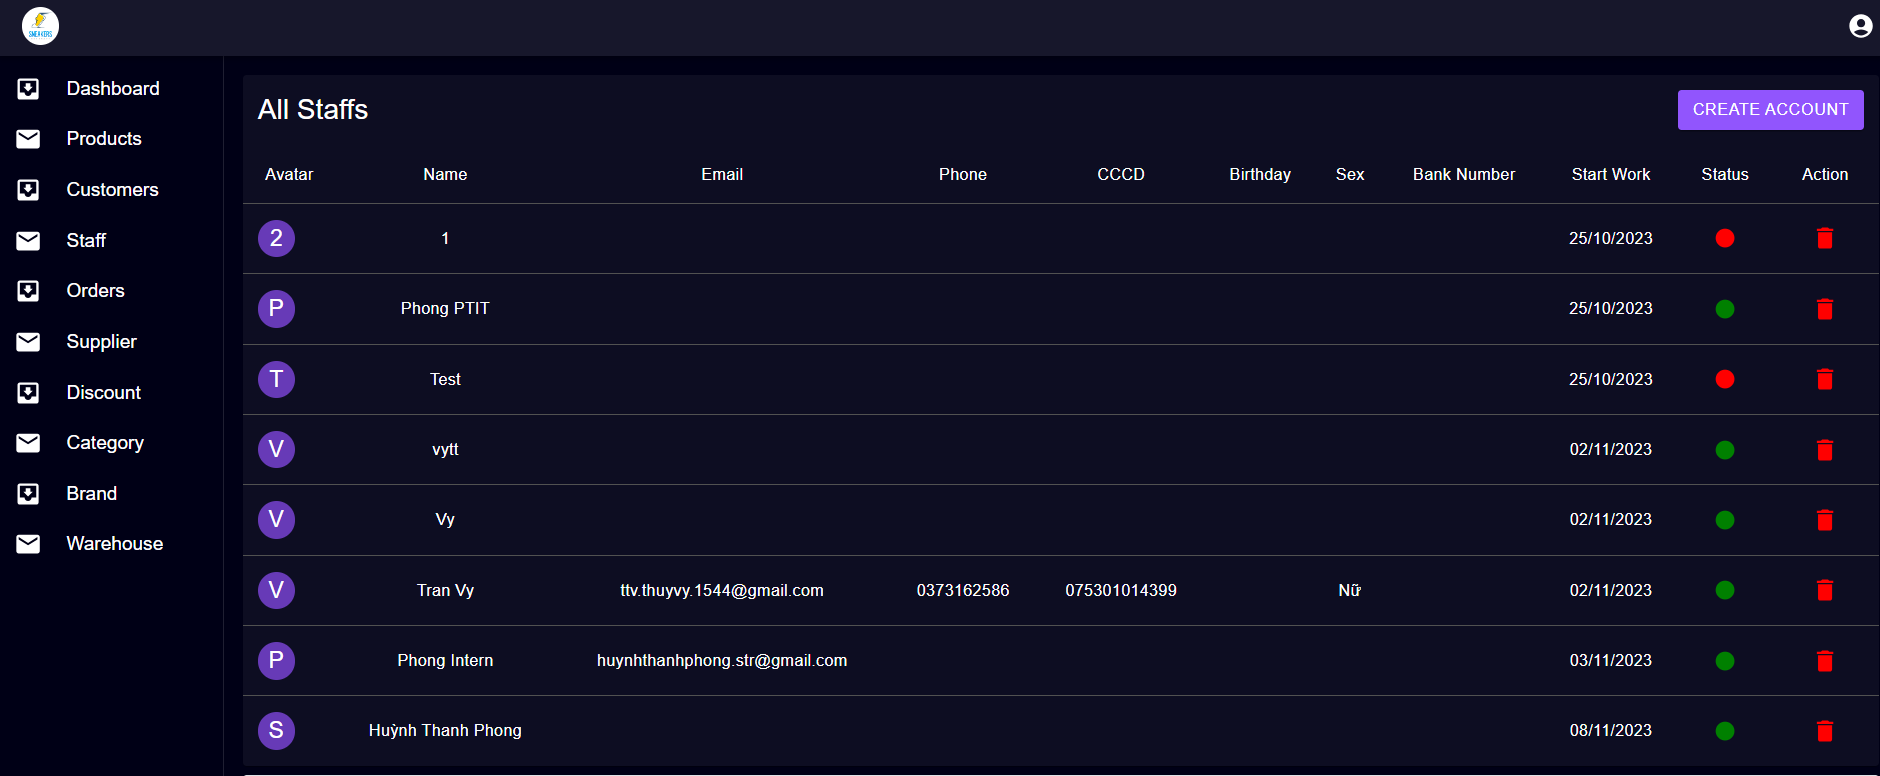 SNEAKERS
Dashboard
Products
Customers
Staff
Orders
Supplier
Discount
Category
Brand
Warehouse
All Staffs
CREATE ACCOUNT
Avatar Name Email Phone CCCD Birthday Sex Bank Number Start Work Status Action
2 1 25/10/2023
P Phong PTIT 25/10/2023
T Test 25/10/2023
V vytt 02/11/2023
V Vy 02/11/2023
V Tran Vy ttv.thuyvy.1544@gmail.com 0373162586 075301014399 Nữ 02/11/2023
P Phong Intern huynhthanhphong.str@gmail.com 03/11/2023
S Huỳnh Thanh Phong 08/11/2023